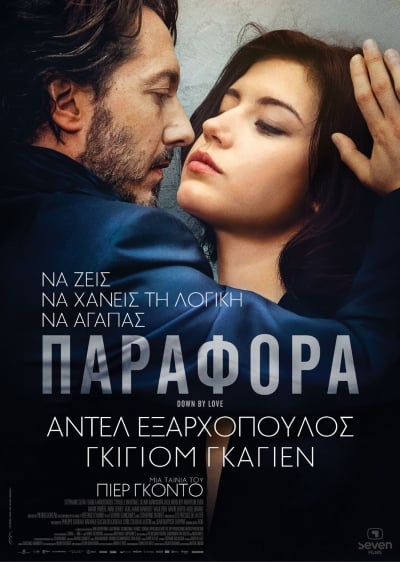 ΝΑ ΖΕΙΣ
ΝΑ ΧΑΝΕΙΣ ΤΗ ΛΟΓΙΚΗ
ΝΑ ΑΓΑΠΑΣ
ΠΑΡΑΦΟΡΑ
DOWN BY LOVE
ΑΝΤΕΛ ΕΞΑΡΧΟΠΟΥΛΟΣ
ΓΚΙΓΙΟΜ ΓΚΑΓΙΕΝ
ΜΙΑ ΤΑΙΝΙΑ ΤΟΥ
ΠΙΕΡ ΓΚΟΝΤΟ
seven
FILMS